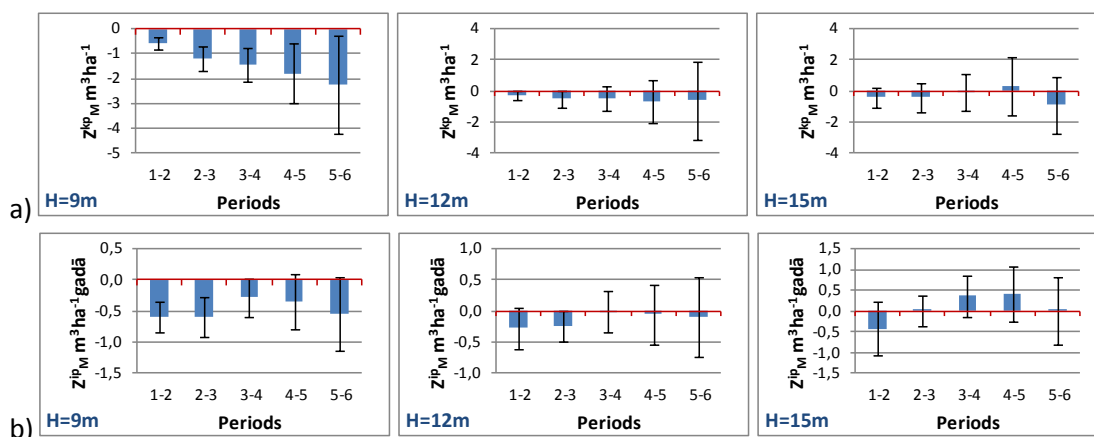 a)
Z^kp_M m³ha⁻¹
0
-1
-2
-3
-4
-5
1-2 2-3 3-4 4-5 5-6
H=9m Periods
Z^kp_M m³ha⁻¹
4
2
0
-2
-4
1-2 2-3 3-4 4-5 5-6
H=12m Periods
Z^kp_M m³ha⁻¹
4
2
0
-2
-4
1-2 2-3 3-4 4-5 5-6
H=15m Periods
b)
Z^ip_M m³ha⁻¹gadā
0,5
0,0
-0,5
-1,0
-1,5
1-2 2-3 3-4 4-5 5-6
H=9m Periods
Z^ip_M m³ha⁻¹gadā
1,0
0,5
0,0
-0,5
-1,0
1-2 2-3 3-4 4-5 5-6
H=12m Periods
Z^ip_M m³ha⁻¹gadā
1,5
1,0
0,5
0,0
-0,5
-1,0
-1,5
1-2 2-3 3-4 4-5 5-6
H=15m Periods